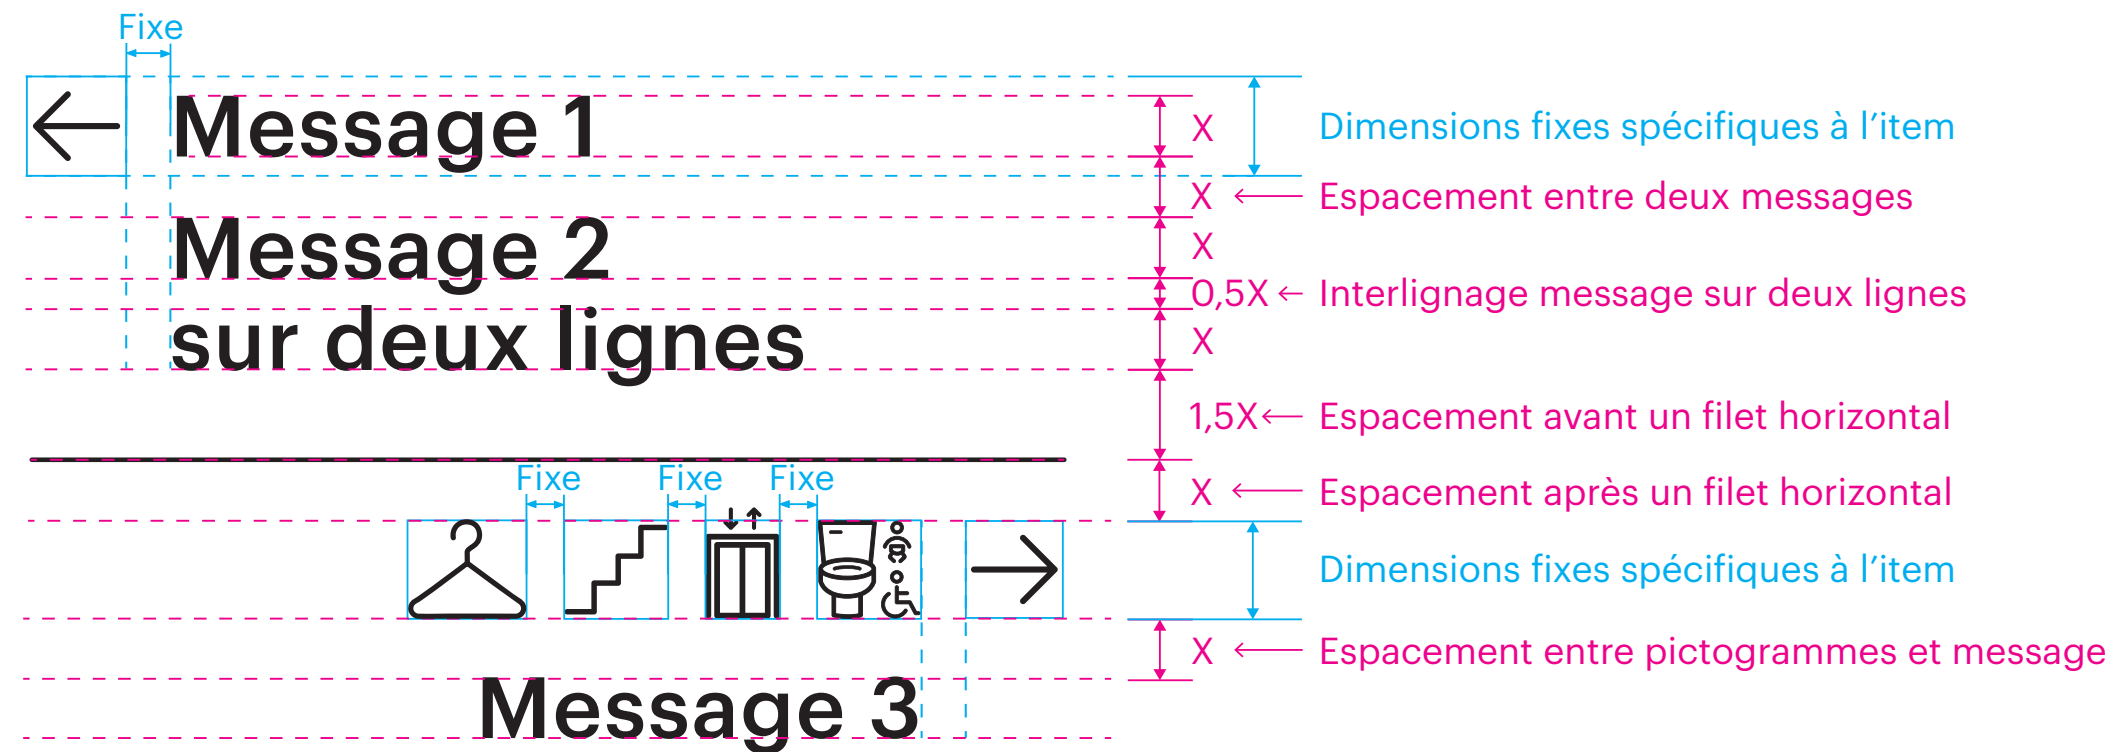 Fixe
Message 1
X
Dimensions fixes spécifiques à l’item
X
Espacement entre deux messages
Message 2
X
0,5X
Interlignage message sur deux lignes
sur deux lignes
X
1,5X
Espacement avant un filet horizontal
Fixe
Fixe
Fixe
X
Espacement après un filet horizontal
Dimensions fixes spécifiques à l’item
X
Espacement entre pictogrammes et message
Message 3